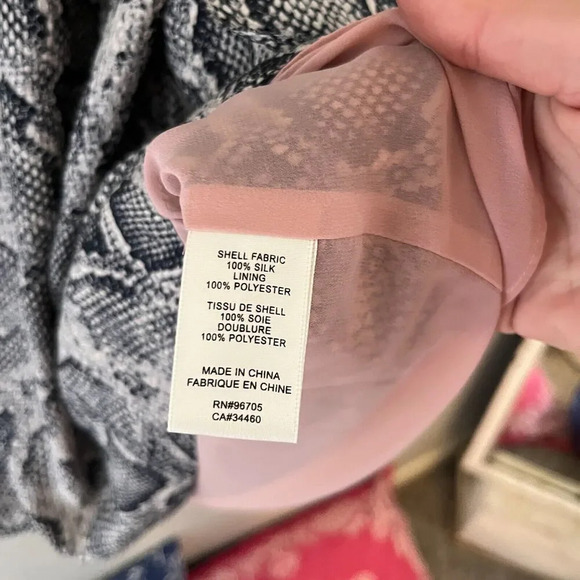 SHELL FABRIC
100% SILK
LINING
100% POLYESTER
TISSU DE SHELL
100% SOIE
DOUBLURE
100% POLYESTER
MADE IN CHINA
FABRIQUE EN CHINE
RN#96705
CA#34460